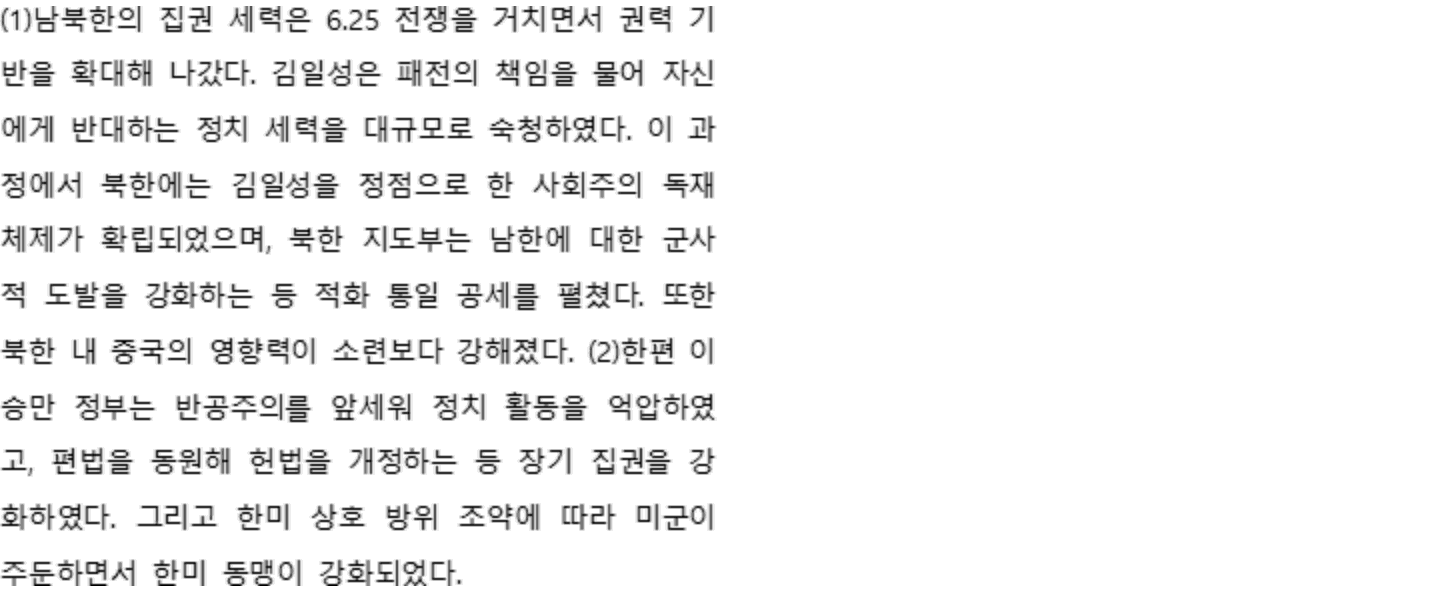 (1)남북한의 집권 세력은 6.25 전쟁을 거치면서 권력 기
반을 확대해 나갔다. 김일성은 패전의 책임을 물어 자신
에게 반대하는 정치 세력을 대규모로 숙청하였다. 이 과
정에서 북한에는 김일성을 정점으로 한 사회주의 독재
체제가 확립되었으며, 북한 지도부는 남한에 대한 군사
적 도발을 강화하는 등 적화 통일 공세를 펼쳤다. 또한
북한 내 중국의 영향력이 소련보다 강해졌다. (2)한편 이
승만 정부는 반공주의를 앞세워 정치 활동을 억압하였
고, 편법을 동원해 헌법을 개정하는 등 장기 집권을 강
화하였다. 그리고 한미 상호 방위 조약에 따라 미군이
주둔하면서 한미 동맹이 강화되었다.